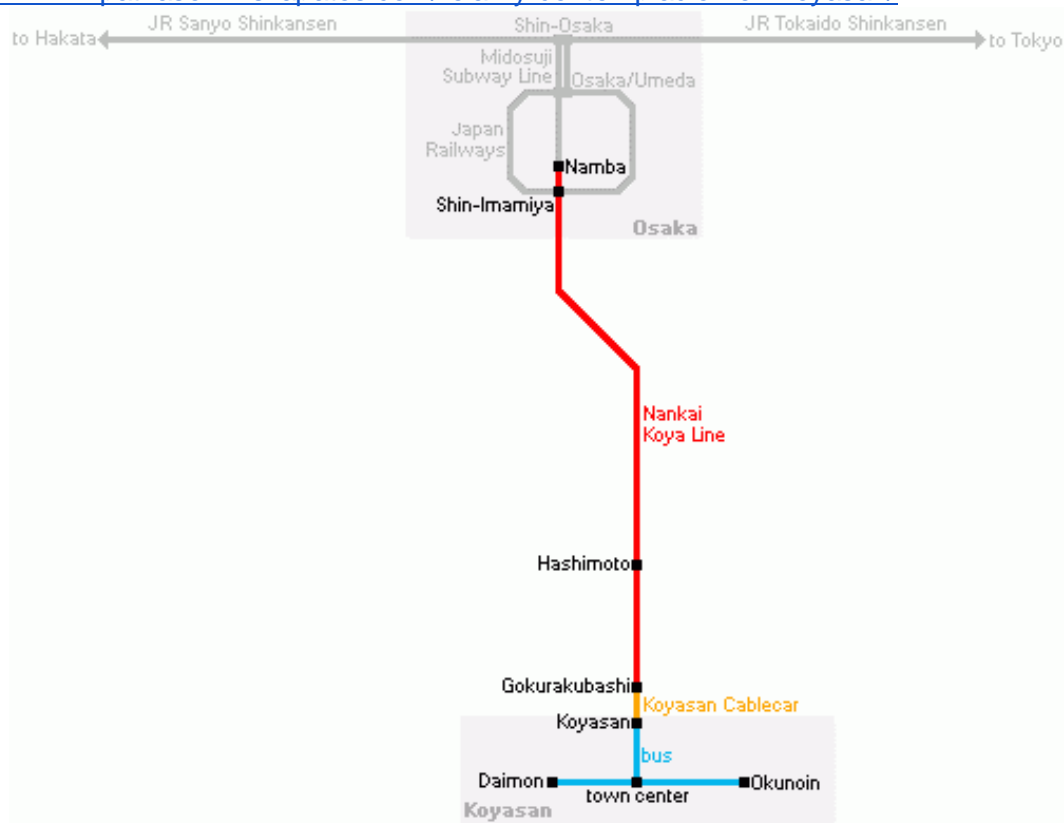 JR Sanyo Shinkansen
Shin-Osaka
JR Tokaido Shinkansen
to Hakata
to Tokyo
Midosuji
Subway Line
Osaka/Umeda
Japan
Railways
Namba
Shin-Imamiya
Osaka
Nankai
Koya Line
Hashimoto
Gokurakubashi
Koyasan Cablecar
Koyasan
bus
Daimon
Okunoin
town center
Koyasan